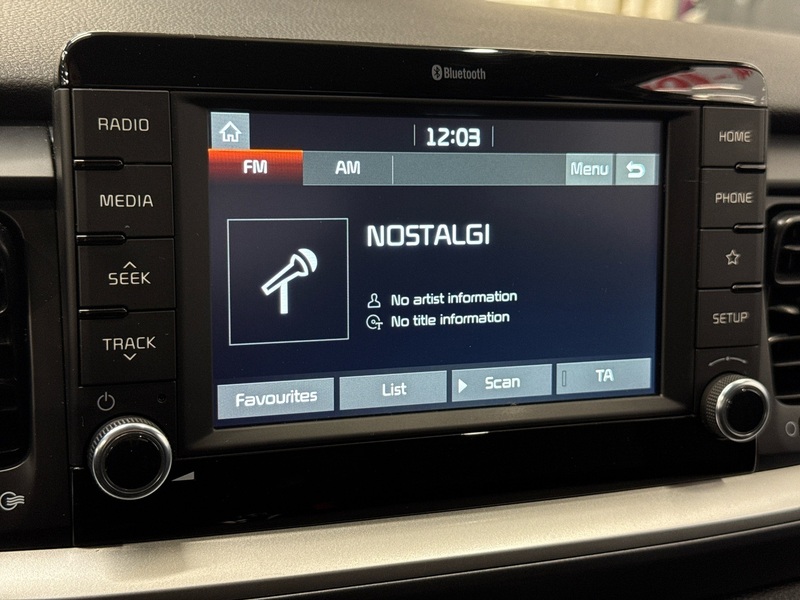 Bluetooth
RADIO
MEDIA
SEEK
TRACK
12:03
FM
AM
Menu
NOSTALGI
No artist information
No title information
Favourites
List
Scan
TA
HOME
PHONE
SETUP